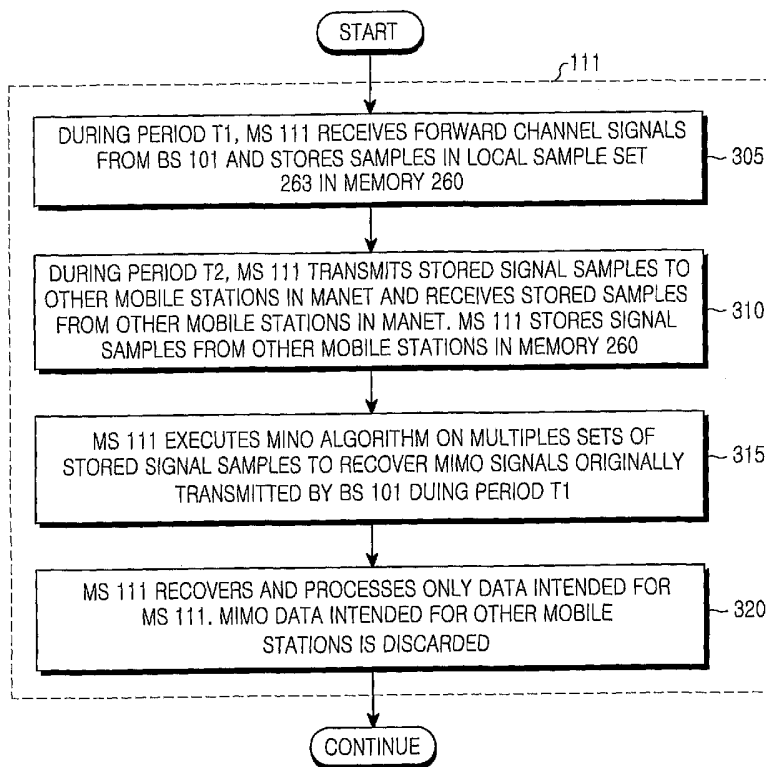 START
111
DURING PERIOD T1, MS 111 RECEIVES FORWARD CHANNEL SIGNALS
FROM BS 101 AND STORES SAMPLES IN LOCAL SAMPLE SET
263 IN MEMORY 260
305
DURING PERIOD T2, MS 111 TRANSMITS STORED SIGNAL SAMPLES TO
OTHER MOBILE STATIONS IN MANET AND RECEIVES STORED SAMPLES
FROM OTHER MOBILE STATIONS IN MANET. MS 111 STORES SIGNAL
SAMPLES FROM OTHER MOBILE STATIONS IN MEMORY 260
310
MS 111 EXECUTES MINO ALGORITHM ON MULTIPLES SETS OF
STORED SIGNAL SAMPLES TO RECOVER MIMO SIGNALS ORIGINALLY
TRANSMITTED BY BS 101 DUING PERIOD T1
315
MS 111 RECOVERS AND PROCESSES ONLY DATA INTENDED FOR
MS 111. MIMO DATA INTENDED FOR OTHER MOBILE
STATIONS IS DISCARDED
320
CONTINUE